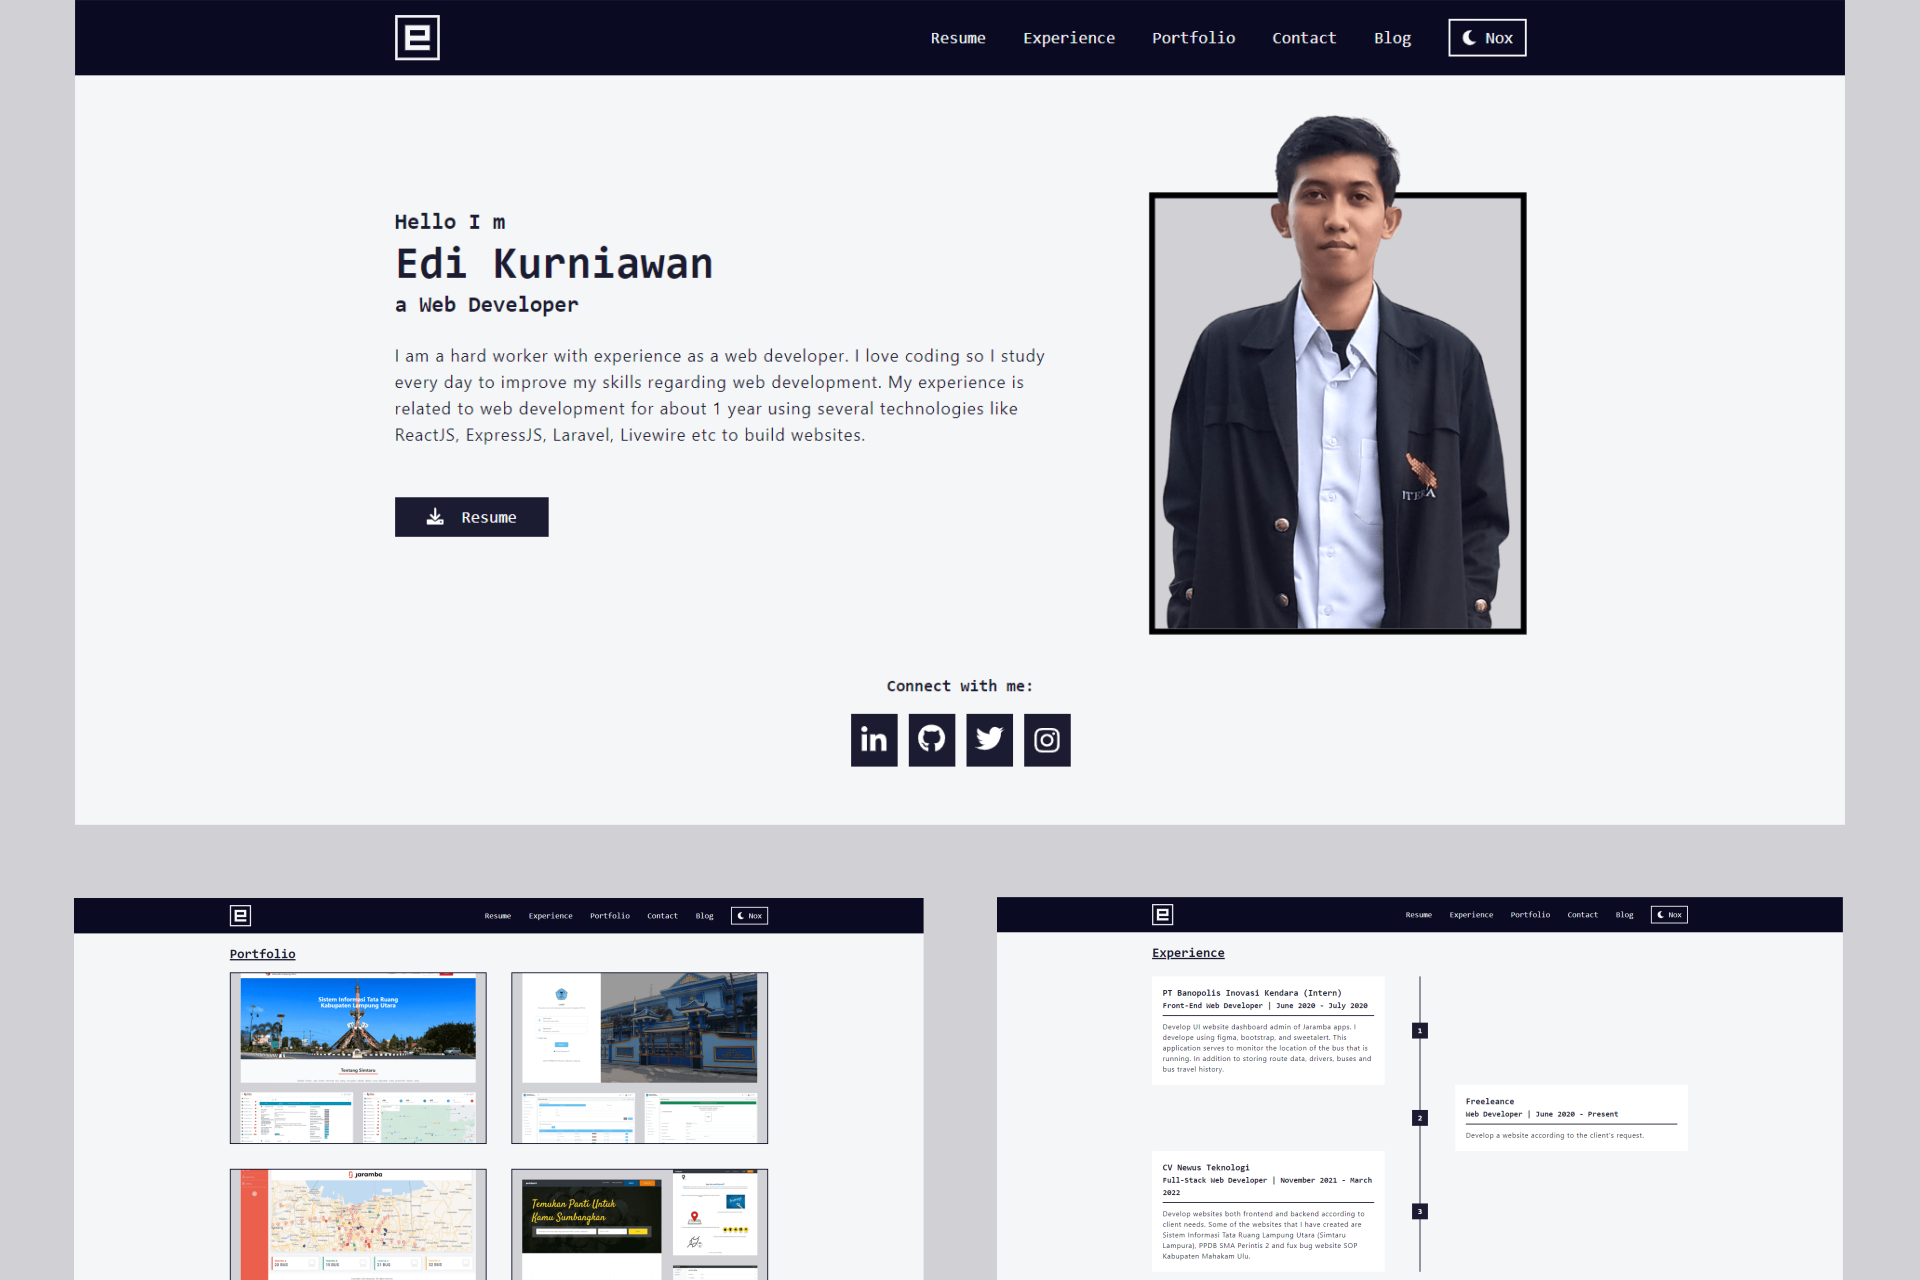 Resume Experience Portfolio Contact Blog Nox
Hello I m
Edi Kurniawan
a Web Developer
I am a hard worker with experience as a web developer. I love coding so I study
every day to improve my skills regarding web development. My experience is
related to web development for about 1 year using several technologies like
ReactJS, ExpressJS, Laravel, Livewire etc to build websites.
Resume
ITERA
Connect with me:
in
Resume Experience Portfolio Contact Blog Nox
Portfolio
Sistem Informasi Tata Ruang
Kabupaten Lampung Utara
Tentang Simtaru
jaramba
Temukan Panti Untuk
Kamu Sumbangkan
Resume Experience Portfolio Contact Blog Nox
Experience
PT Banopolis Inovasi Kendara (Intern)
Front-End Web Developer | June 2020 - July 2020
Develop UI website dashboard admin of Jaramba apps. I
develope using figma, bootstrap, and sweetalert. This
application serves to monitor the location of the bus that is
running. In addition to storing route data, drivers, buses and
bus travel history.
1
Freeleance
Web Developer | June 2020 - Present
Develop a website according to the client's request.
2
CV Newus Teknologi
Full-Stack Web Developer | November 2021 - March
2022
Develop websites both frontend and backend according to
client needs. Some of the websites that I have created are
Sistem Informasi Tata Ruang Lampung Utara (Simtaru
Lampura), PPDB SMA Perintis 2 and fux bug website SOP
Kabupaten Mahakam Ulu.
3